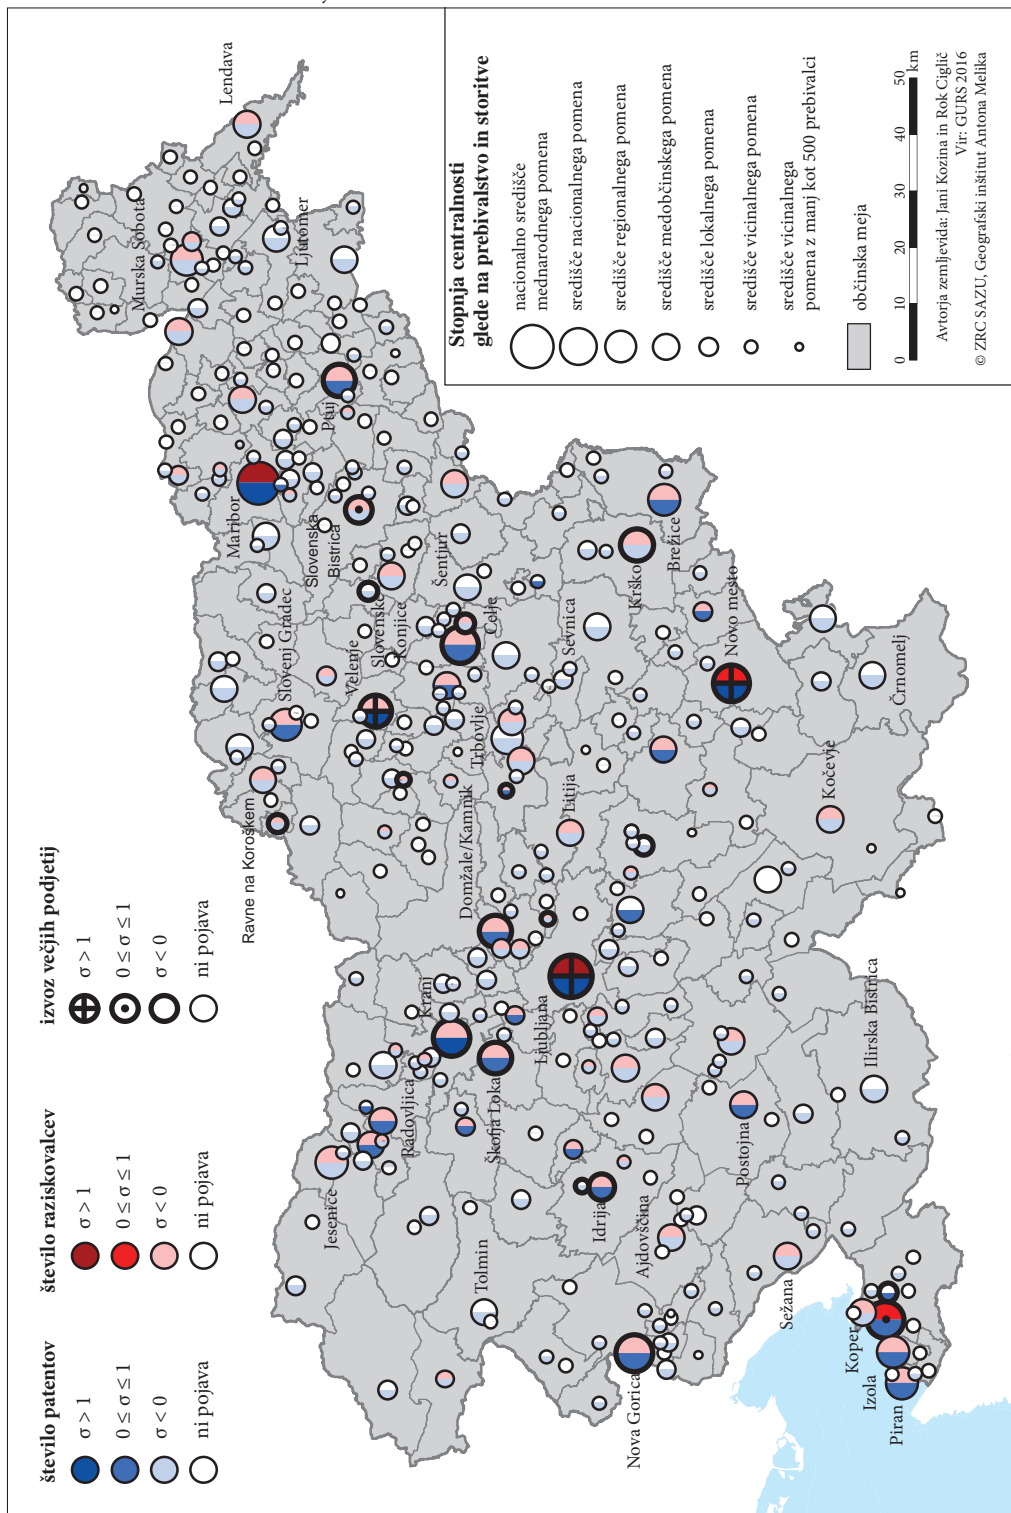 število patentov
σ > 1
0 ≤ σ ≤ 1
σ < 0
ni pojava
število raziskovalcev
σ > 1
0 ≤ σ ≤ 1
σ < 0
ni pojava
izvoz večjih podjetij
σ > 1
0 ≤ σ ≤ 1
σ < 0
ni pojava
Stopnja centralnosti
glede na prebivalstvo in storitve
nacionalno središče
mednarodnega pomena
središče nacionalnega pomena
središče regionalnega pomena
središče medobčinskega pomena
središče lokalnega pomena
središče vicinalnega pomena
središče vicinalnega
pomena z manj kot 500 prebivalci
občinska meja
0
10
20
30
40
50
km
Avtorja zemljevida: Jani Kozina in Rok Ciglič
Vir: GURS 2016
© ZRC SAZU, Geografski inštitut Antona Melika
Lendava
Murska Sobota
Ljutomer
Ptuj
Maribor
Slovenska
Bistrica
Slovenj Gradec
Slovenske
Konjice
Velenje
Šentjur
Celje
Ravne na Koroškem
Trbovlje
Sevnica
Krško
Brežice
Novo mesto
Črnomelj
Domžale/Kamnik
Litija
Kočevje
Kranj
Ljubljana
Radovljica
Škofja Loka
Jesenice
Tolmin
Idrija
Ajdovščina
Postojna
Ilirska Bistrica
Sežana
Nova Gorica
Koper
Izola
Piran